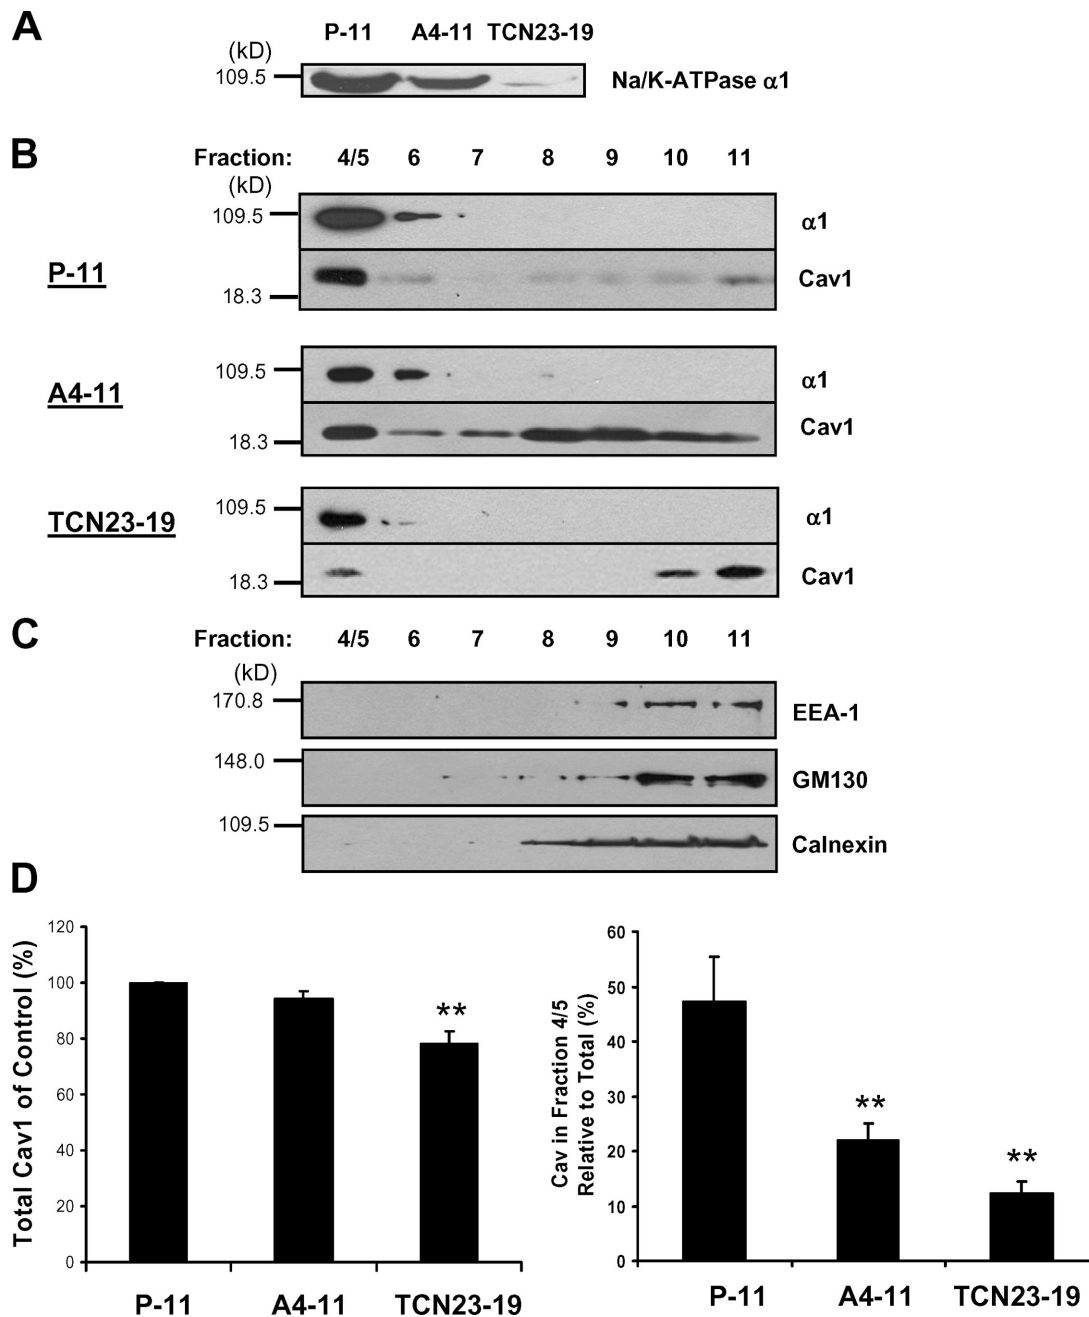 A
P-11 A4-11 TCN23-19
(kD)
109.5
Na/K-ATPase α1
B
Fraction: 4/5 6 7 8 9 10 11
(kD)
109.5
α1
P-11
Cav1
18.3
109.5
α1
A4-11
Cav1
18.3
109.5
α1
TCN23-19
Cav1
18.3
C
Fraction: 4/5 6 7 8 9 10 11
(kD)
170.8
EEA-1
148.0
GM130
109.5
Calnexin
D
Total Cav1 of Control (%)
120
100
80
60
40
20
0
**
P-11 A4-11 TCN23-19
Cav in Fraction 4/5
Relative to Total (%)
60
50
40
30
20
10
0
**
**
P-11 A4-11 TCN23-19